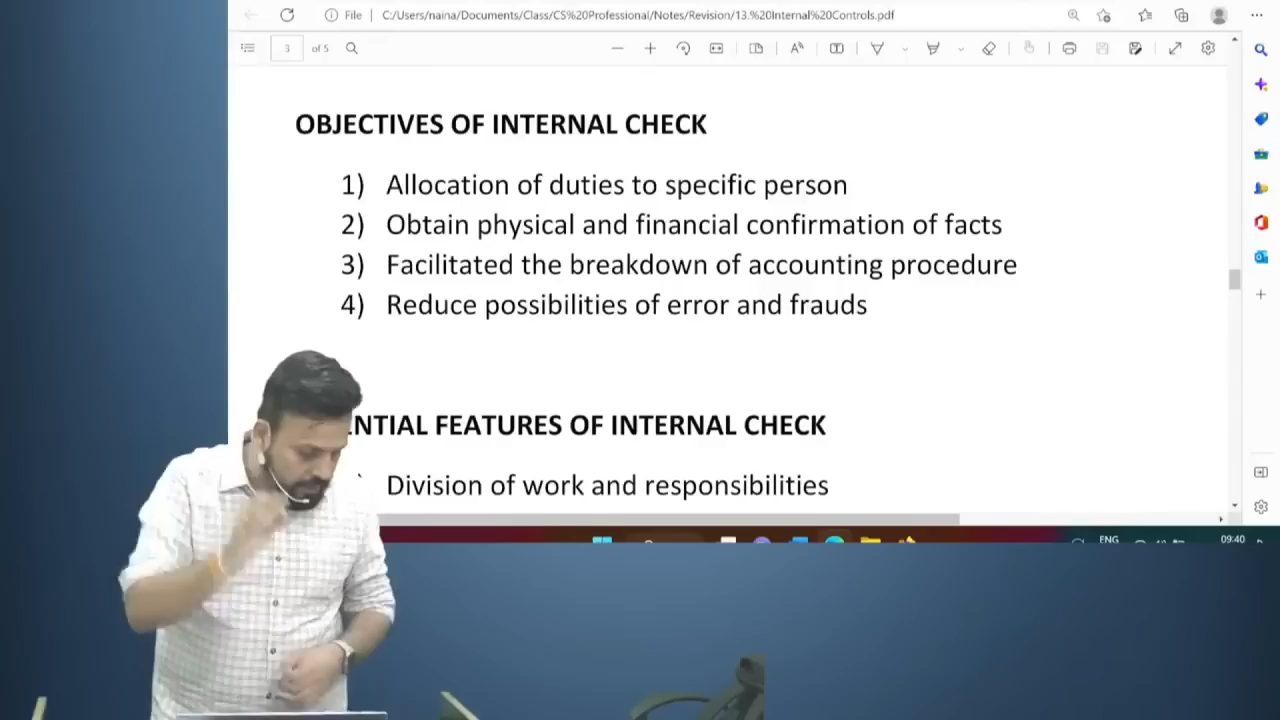 File
C:/Users/naina/Documents/Class/CS%20Professional/Notes/Revision/13.%20Internal%20Controls.pdf
3 of 5
OBJECTIVES OF INTERNAL CHECK
1) Allocation of duties to specific person
2) Obtain physical and financial confirmation of facts
3) Facilitated the breakdown of accounting procedure
4) Reduce possibilities of error and frauds
ENTIAL FEATURES OF INTERNAL CHECK
Division of work and responsibilities
ENG
09:40